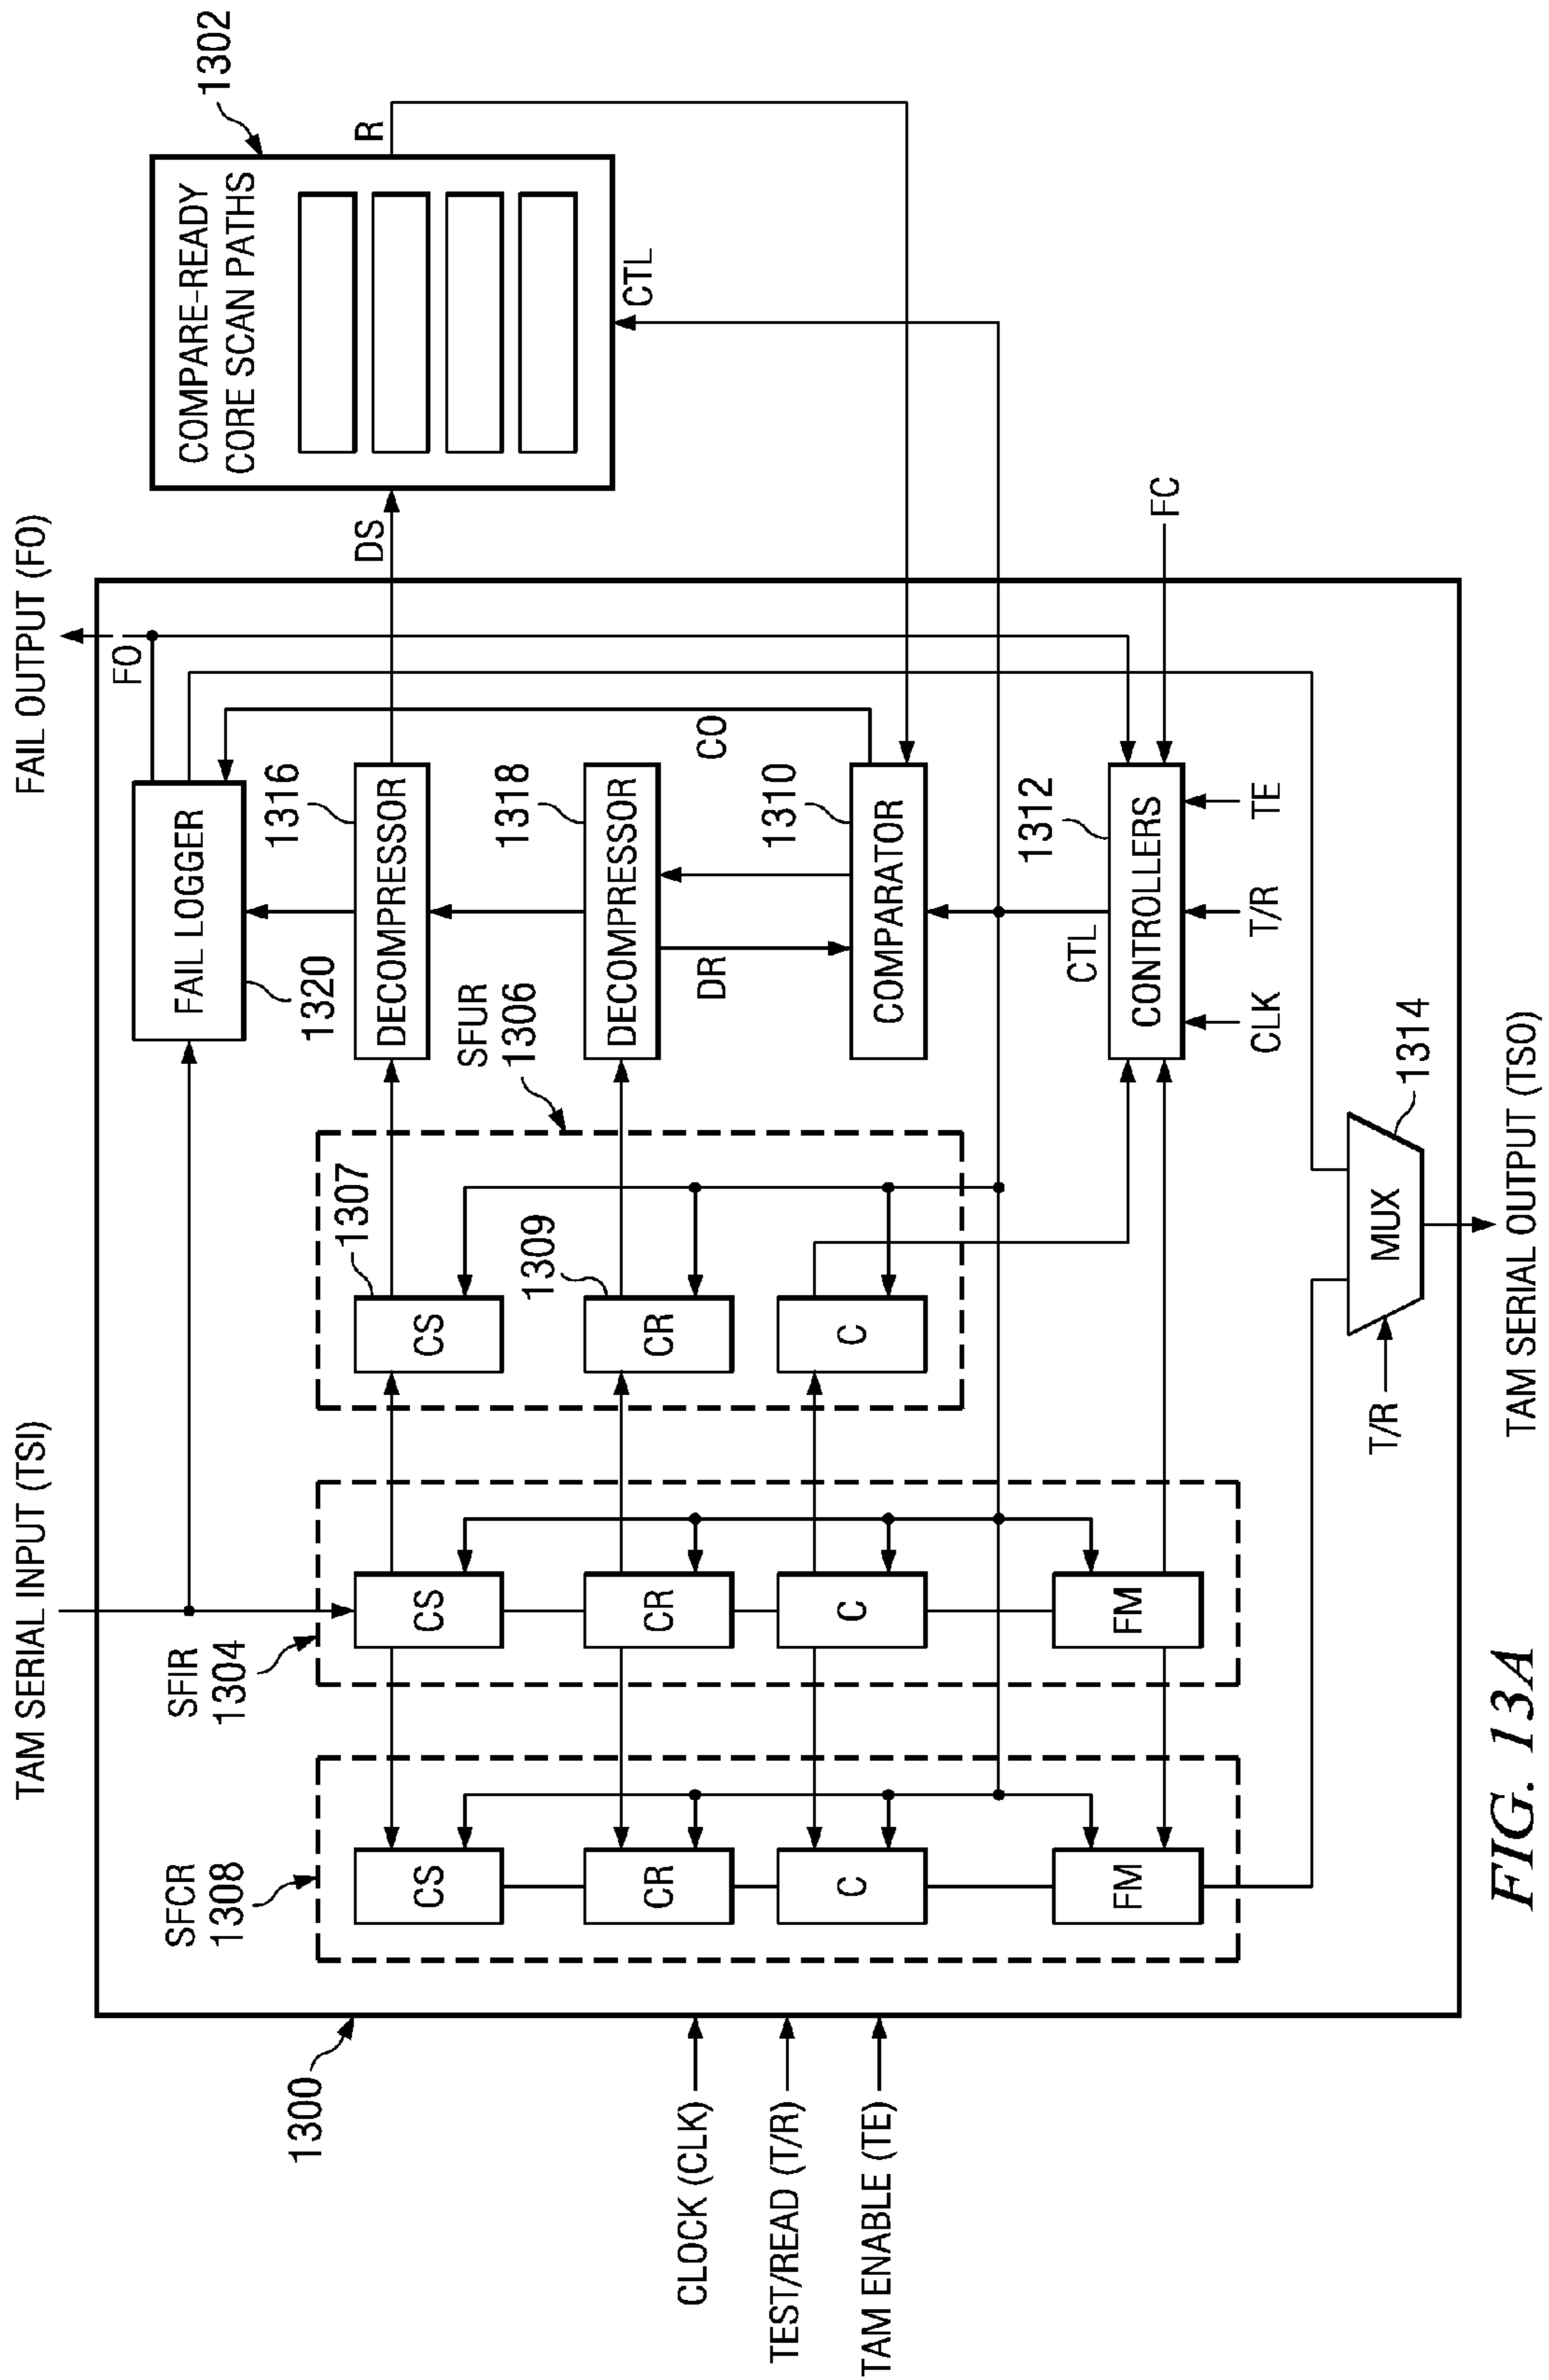 TAM SERIAL INPUT (TSI)
FAIL OUTPUT (FO)
1300
SFCR
1308
SFIR
1304
SFUR
1306
CS
CR
C
FM
CS
CR
C
FM
CS
1307
CR
1309
C
FAIL LOGGER
1320
FO
DECOMPRESSOR
1316
DS
DECOMPRESSOR
1318
DR
CO
COMPARATOR
1310
CTL
CONTROLLERS
1312
CLK
T/R
TE
FC
COMPARE-READY
CORE SCAN PATHS
1302
R
CTL
CLOCK (CLK)
TEST/READ (T/R)
TAM ENABLE (TE)
T/R
MUX
1314
TAM SERIAL OUTPUT (TSO)
FIG. 13A